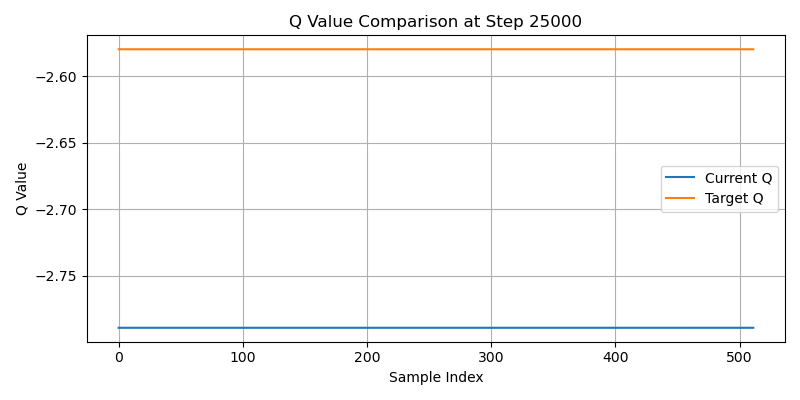 Q Value Comparison at Step 25000
−2.60
−2.65
−2.70
−2.75
Q Value
Current Q
Target Q
0 100 200 300 400 500
Sample Index